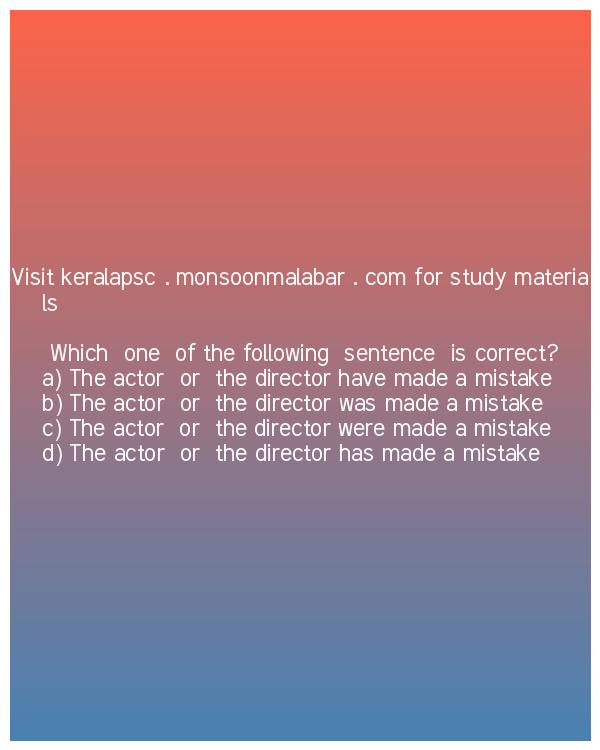 Visit keralapsc . monsoonmalabar . com for study materia
ls
Which one of the following sentence is correct?
a) The actor or the director have made a mistake
b) The actor or the director was made a mistake
c) The actor or the director were made a mistake
d) The actor or the director has made a mistake